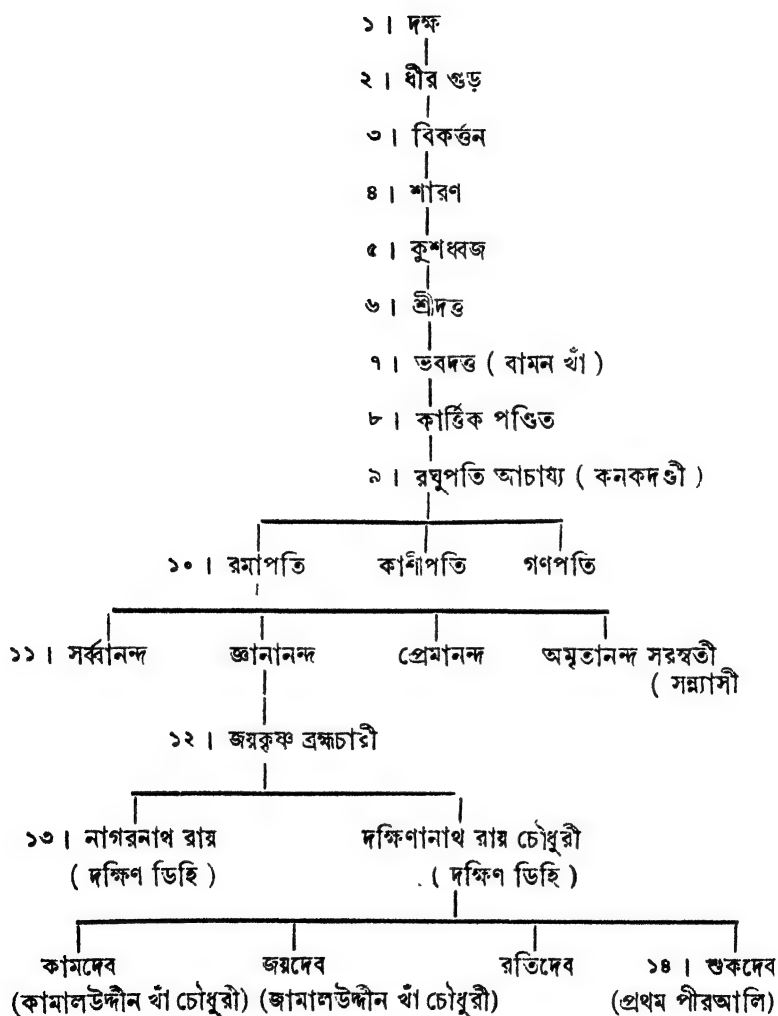 ১ । দক্ষ
২ । ধীর গুড়
৩ । বিকর্ত্তন
৪ । শারণ
৫ । কুশধ্বজ
৬ । শ্রীদত্ত
৭ । ভবদত্ত ( বামন খাঁ )
৮ । কার্ত্তিক পণ্ডিত
৯ । রঘুপতি আচায্য ( কনকদণ্ডী )
১০ । রমাপতি কাশীপতি গণপতি
১১ । সর্ব্বানন্দ জ্ঞানানন্দ প্রেমানন্দ অমৃতানন্দ সরস্বতী
( সন্ন্যাসী
১২ । জয়কৃষ্ণ ব্রহ্মচারী
১৩ । নাগরনাথ রায় দক্ষিণানাথ রায় চৌধুরী
( দক্ষিণ ডিহি ) ( দক্ষিণ ডিহি )
কামদেব জয়দেব রতিদেব ১৪ । শুকদেব
(কামালউদ্দীন খাঁ চৌধুরী) (জামালউদ্দীন খাঁ চৌধুরী) (প্রথম পীরআলি)